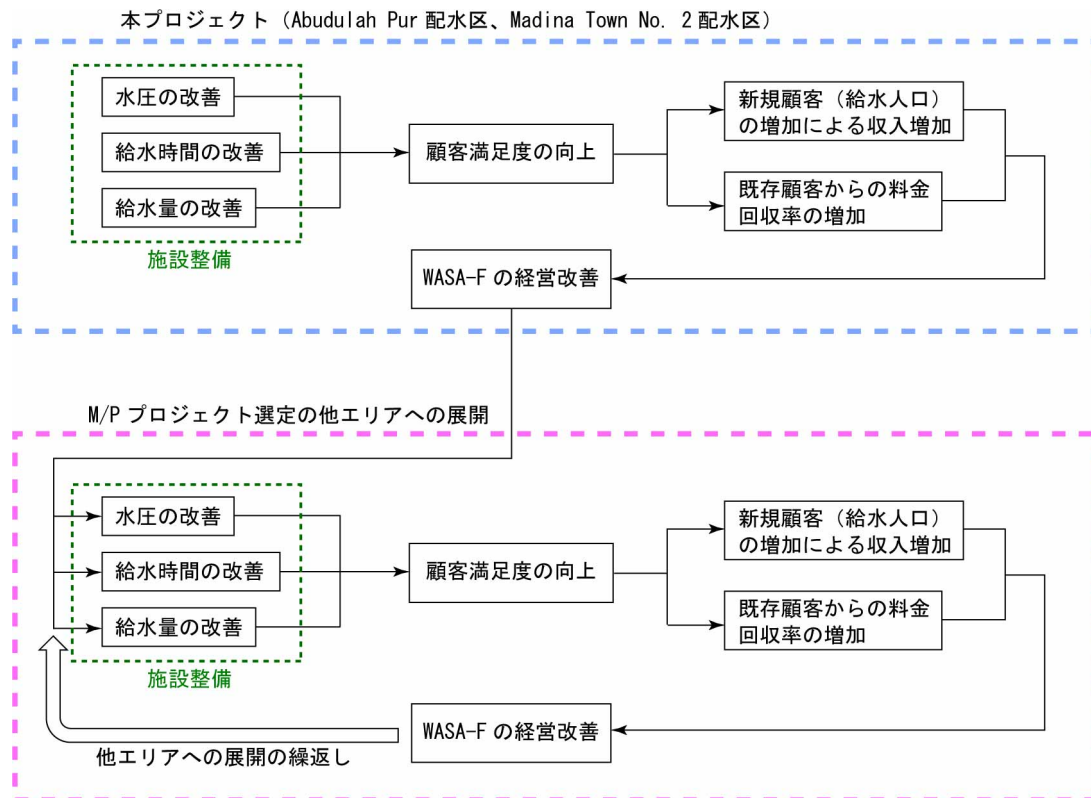 本プロジェクト（Abudulah Pur 配水区、Madina Town No. 2 配水区）
水圧の改善
給水時間の改善
給水量の改善
施設整備
顧客満足度の向上
新規顧客（給水人口）
の増加による収入増加
既存顧客からの料金
回収率の増加
WASA-F の経営改善
M/P プロジェクト選定の他エリアへの展開
水圧の改善
給水時間の改善
給水量の改善
施設整備
顧客満足度の向上
新規顧客（給水人口）
の増加による収入増加
既存顧客からの料金
回収率の増加
WASA-F の経営改善
他エリアへの展開の繰返し